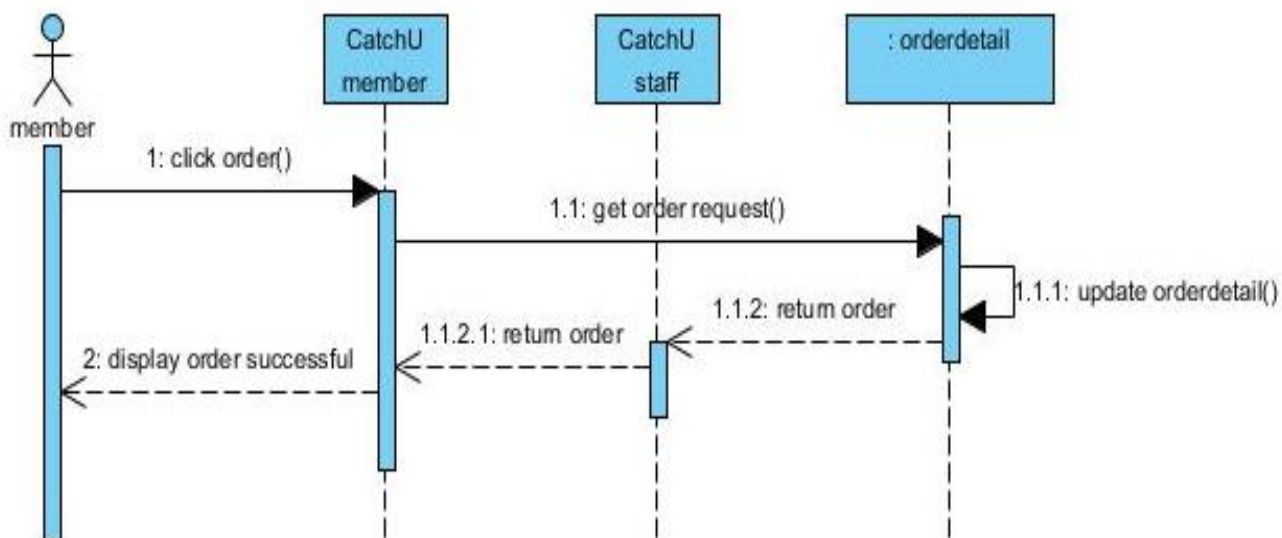 CatchU
member
CatchU
staff
: orderdetail
member
1: click order()
1.1: get order request()
1.1.1: update orderdetail()
1.1.2: return order
1.1.2.1: return order
2: display order successful